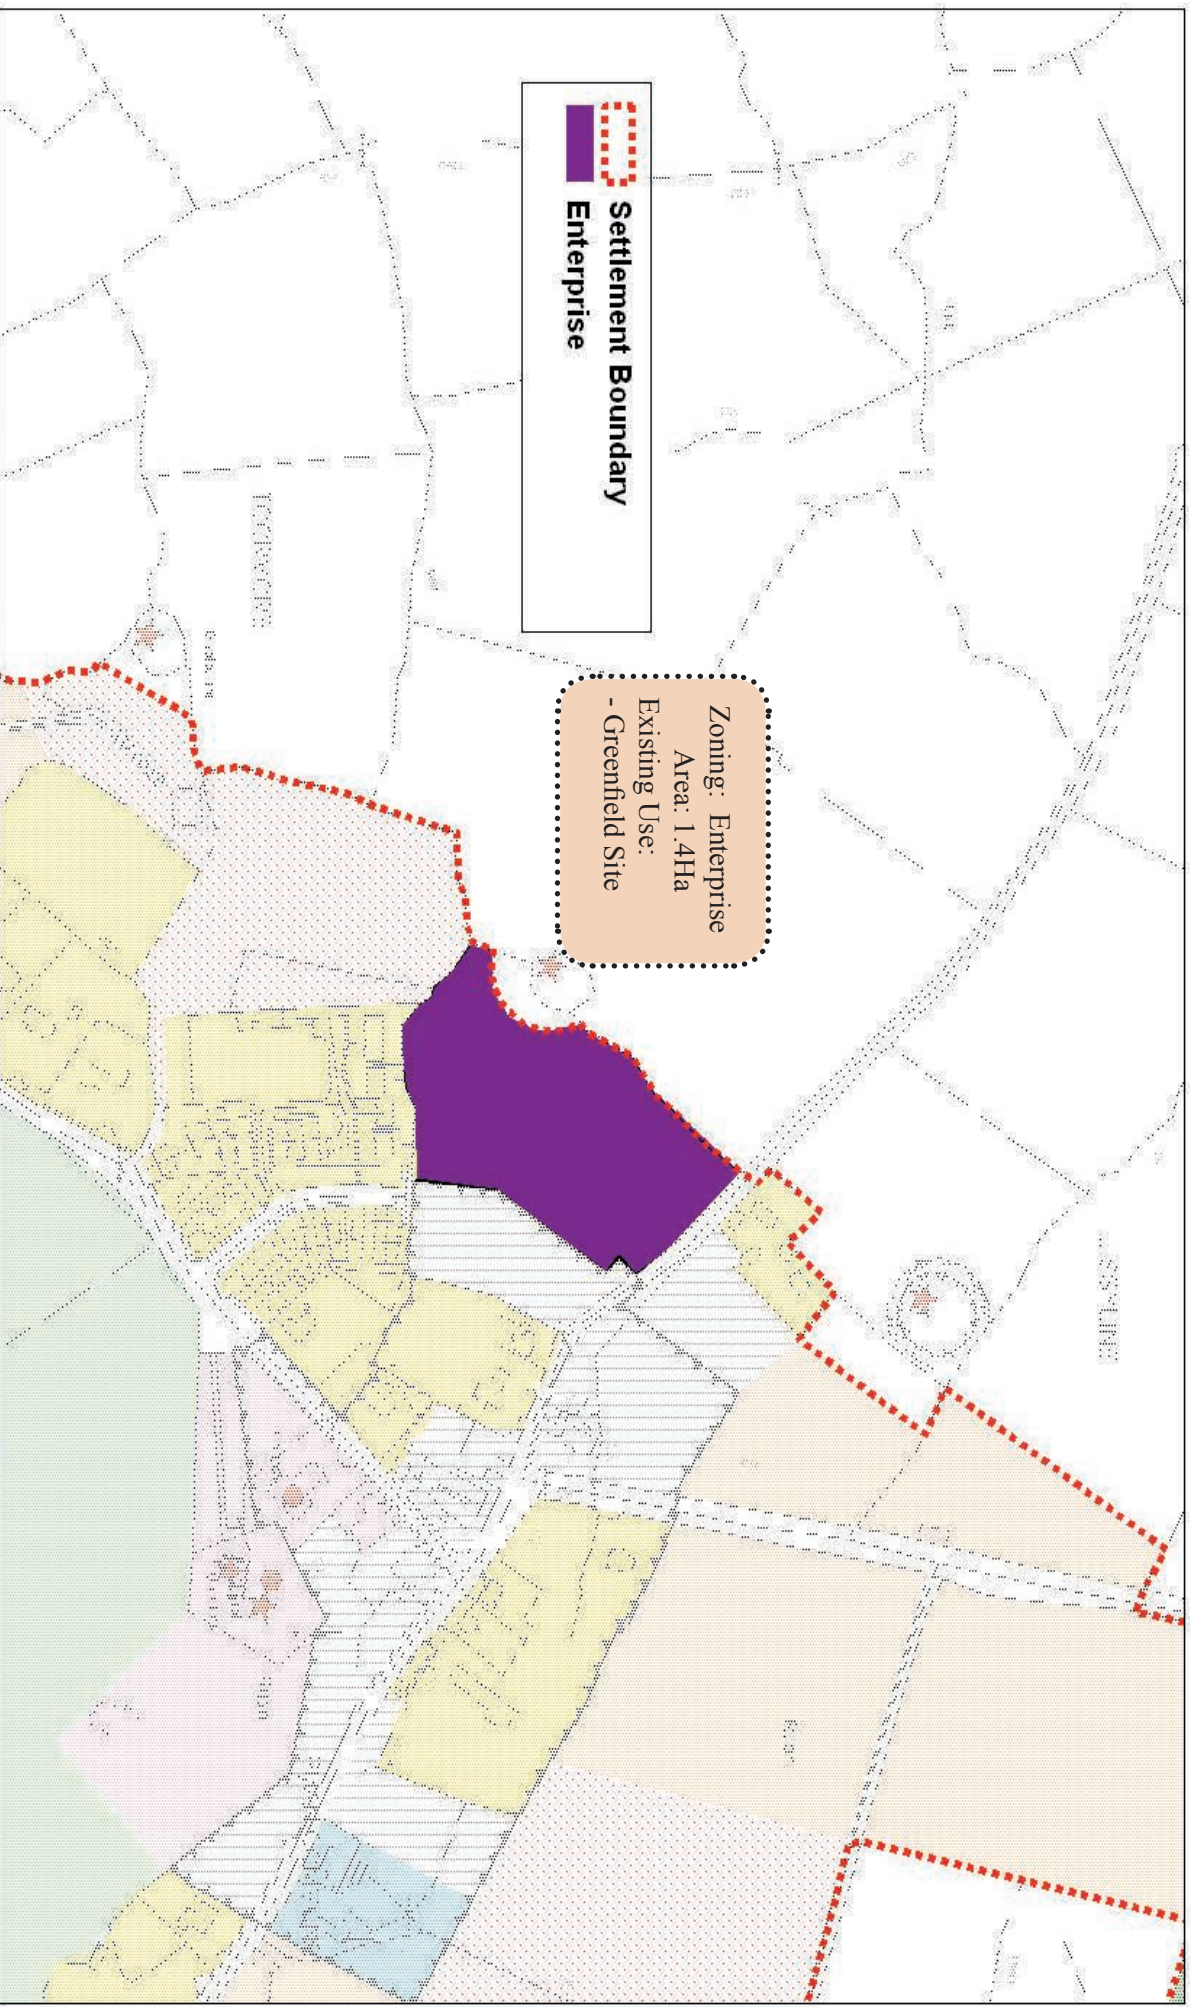 Settlement Boundary
Enterprise
Zoning: Enterprise
Area: 1.4Ha
Existing Use:
- Greenfield Site